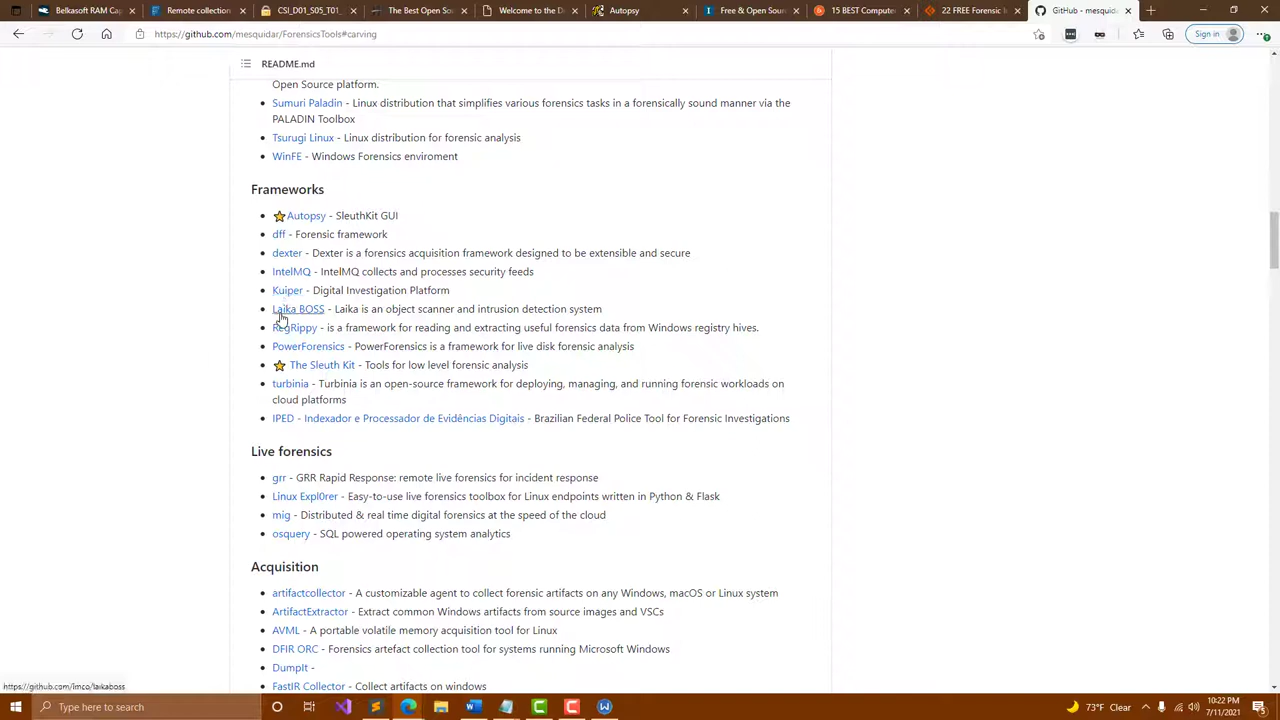 Belkasoft RAM Cap
Remote collection
CSI_D01_S05_T01
The Best Open So
Welcome to the D
Autopsy
Free & Open Sour
15 BEST Compute
22 FREE Forensic I
GitHub - mesquid
https://github.com/mesquidar/ForensicsTools#carving
Sign in
README.md
Open Source platform.
Sumuri Paladin - Linux distribution that simplifies various forensics tasks in a forensically sound manner via the
PALADIN Toolbox
Tsurugi Linux - Linux distribution for forensic analysis
WinFE - Windows Forensics enviroment
Frameworks
Autopsy - SleuthKit GUI
dff - Forensic framework
dexter - Dexter is a forensics acquisition framework designed to be extensible and secure
IntelMQ - IntelMQ collects and processes security feeds
Kuiper - Digital Investigation Platform
Laika BOSS - Laika is an object scanner and intrusion detection system
RegRippy - is a framework for reading and extracting useful forensics data from Windows registry hives.
PowerForensics - PowerForensics is a framework for live disk forensic analysis
The Sleuth Kit - Tools for low level forensic analysis
turbinia - Turbinia is an open-source framework for deploying, managing, and running forensic workloads on
cloud platforms
IPED - Indexador e Processador de Evidências Digitais - Brazilian Federal Police Tool for Forensic Investigations
Live forensics
grr - GRR Rapid Response: remote live forensics for incident response
Linux Expl0rer - Easy-to-use live forensics toolbox for Linux endpoints written in Python & Flask
mig - Distributed & real time digital forensics at the speed of the cloud
osquery - SQL powered operating system analytics
Acquisition
artifactcollector - A customizable agent to collect forensic artifacts on any Windows, macOS or Linux system
ArtifactExtractor - Extract common Windows artifacts from source images and VSCs
AVML - A portable volatile memory acquisition tool for Linux
DFIR ORC - Forensics artefact collection tool for systems running Microsoft Windows
DumpIt -
FastIR Collector - Collect artifacts on windows
https://github.com/lmco/laikaboss
Type here to search
73°F Clear
10:22 PM
7/11/2021